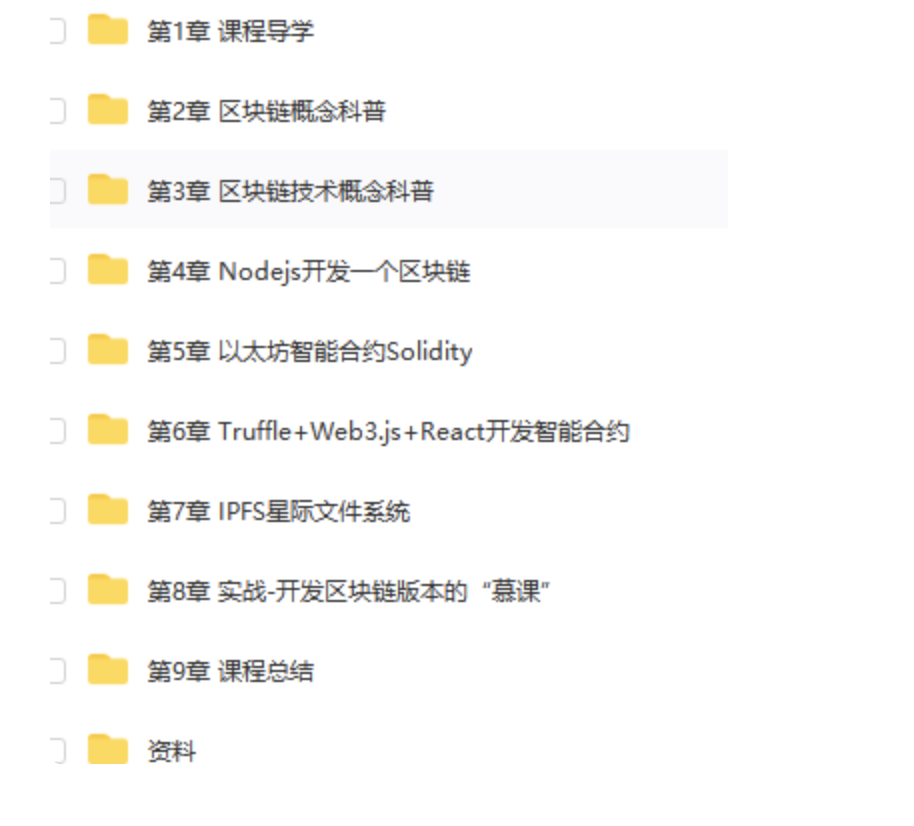 第1章 课程导学
第2章 区块链概念科普
第3章 区块链技术概念科普
第4章 Nodejs开发一个区块链
第5章 以太坊智能合约Solidity
第6章 Truffle+Web3.js+React开发智能合约
第7章 IPFS星际文件系统
第8章 实战-开发区块链版本的“慕课”
第9章 课程总结
资料